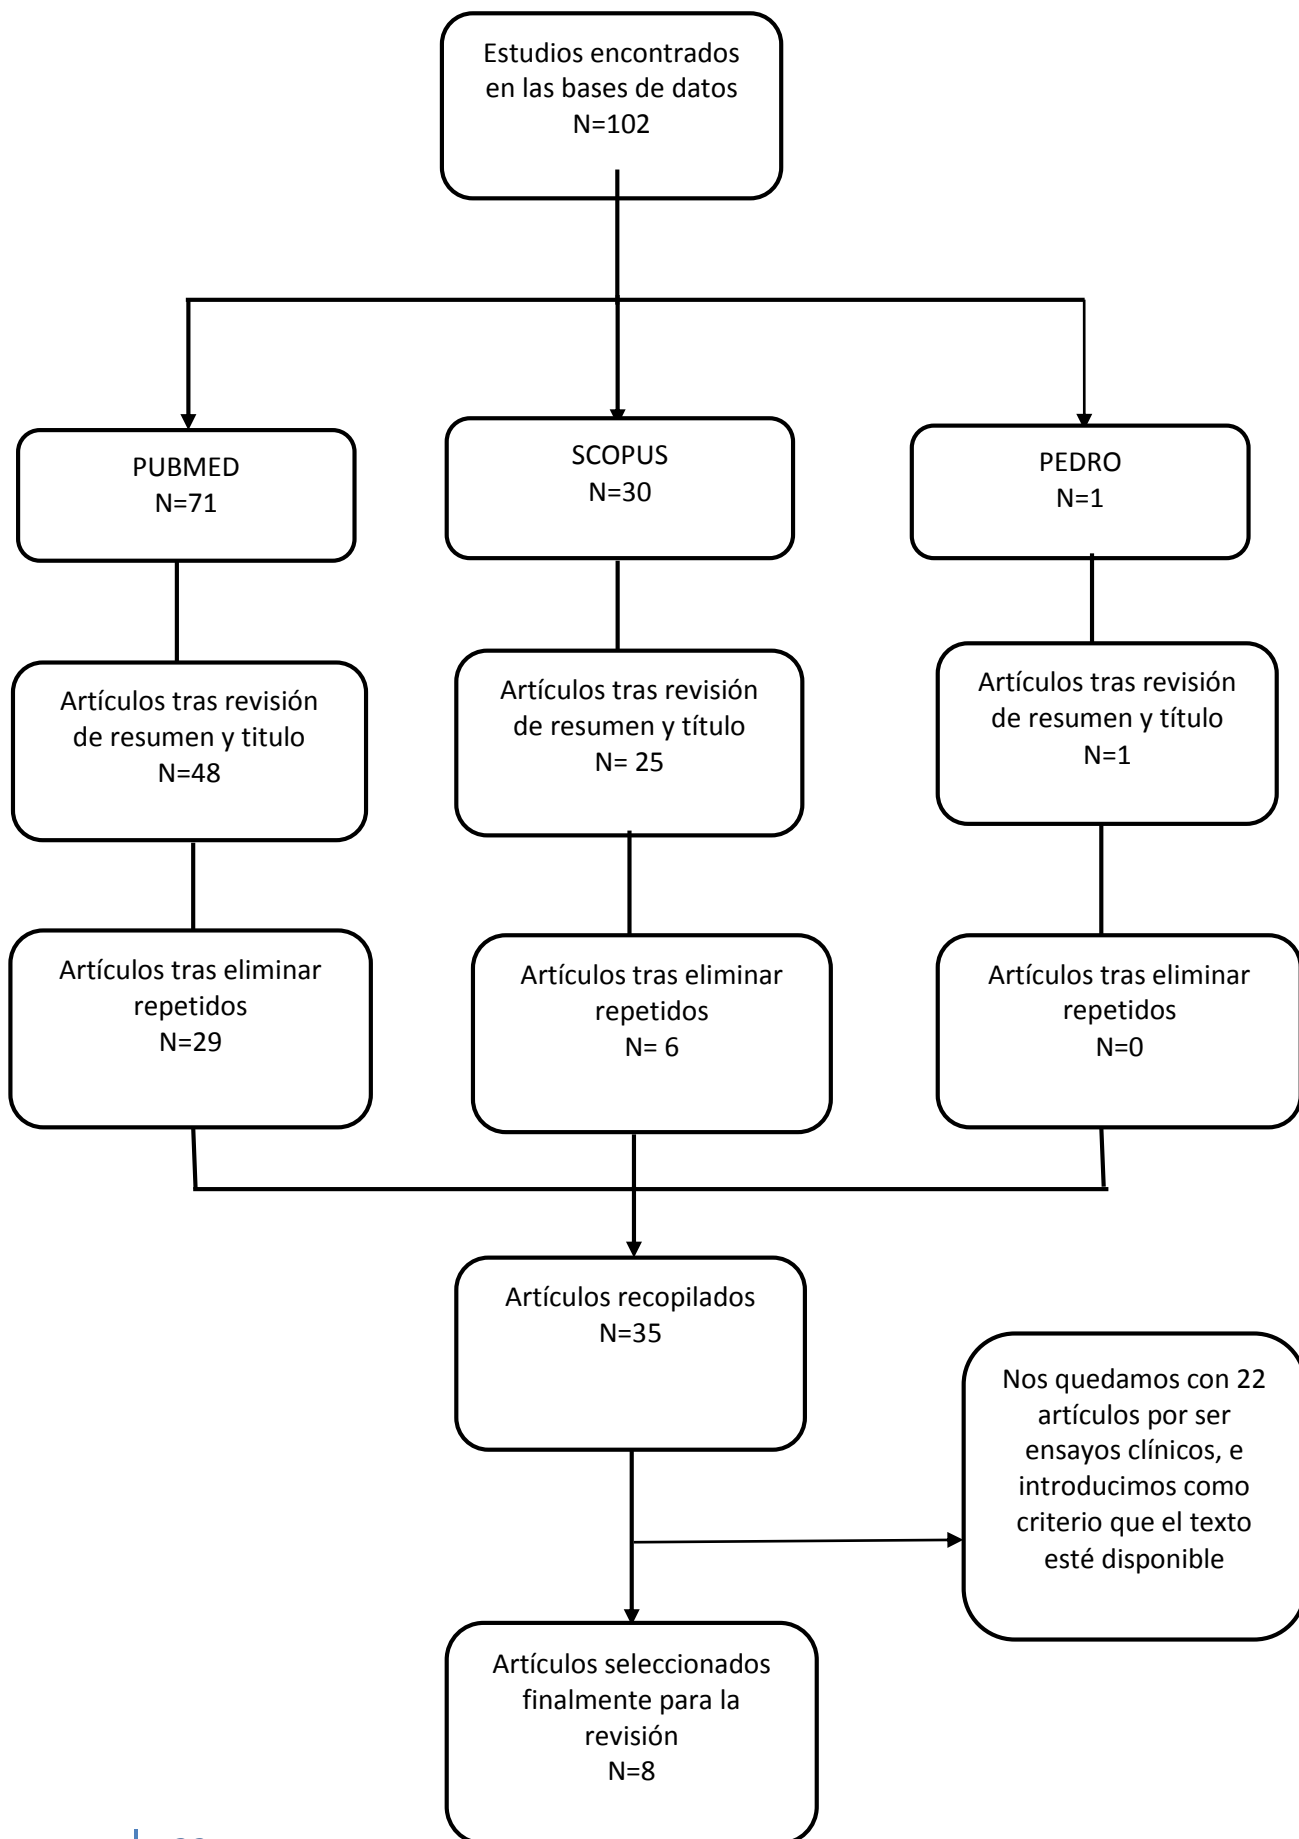 Estudios encontrados
en las bases de datos
N=102
PUBMED
N=71
SCOPUS
N=30
PEDRO
N=1
Artículos tras revisión
de resumen y titulo
N=48
Artículos tras revisión
de resumen y título
N= 25
Artículos tras revisión
de resumen y título
N=1
Artículos tras eliminar
repetidos
N=29
Artículos tras eliminar
repetidos
N= 6
Artículos tras eliminar
repetidos
N=0
Artículos recopilados
N=35
Nos quedamos con 22
artículos por ser
ensayos clínicos, e
introducimos como
criterio que el texto
esté disponible
Artículos seleccionados
finalmente para la
revisión
N=8